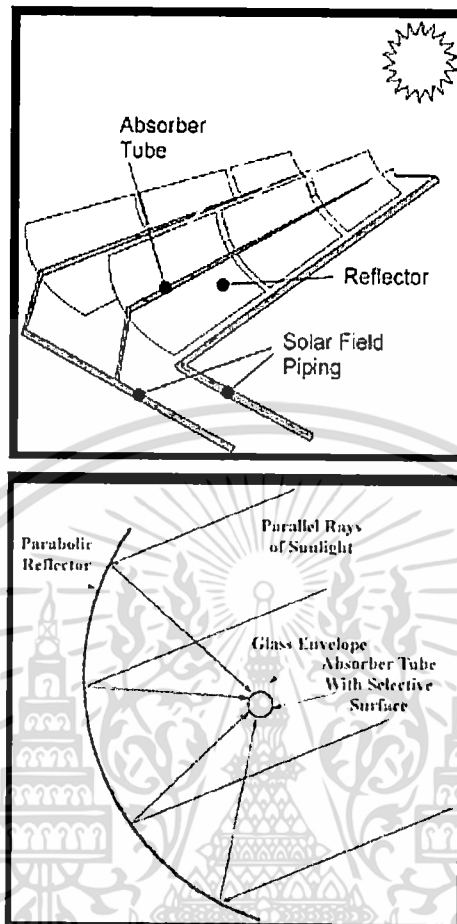 Absorber
Tube
Reflector
Solar Field
Piping
Parabolic
Reflector
Parallel Rays
of Sunlight
Glass Envelope
Absorber Tube
With Selective
Surface